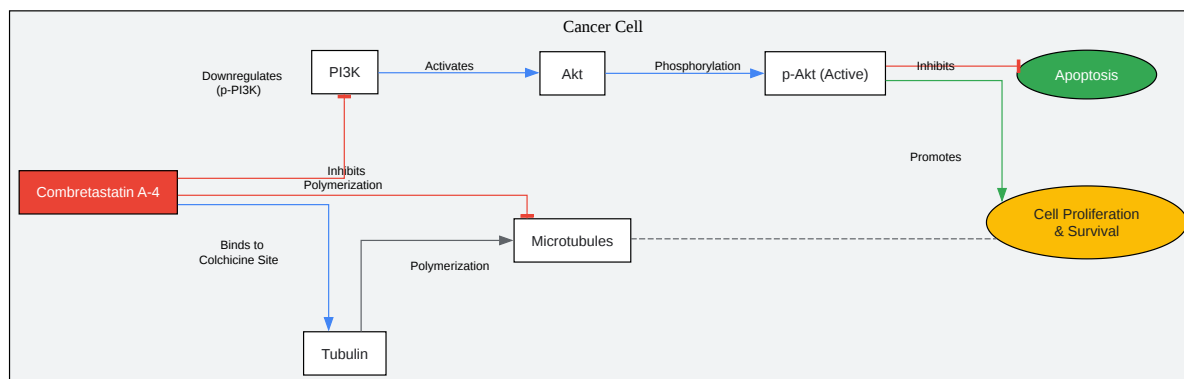 Cancer Cell
Downregulates
(p-PI3K)
PI3K
Activates
Akt
Phosphorylation
p-Akt (Active)
Inhibits
Apoptosis
Promotes
Combretastatin A-4
Inhibits
Polymerization
Binds to
Colchicine Site
Microtubules
Polymerization
Cell Proliferation
& Survival
Tubulin